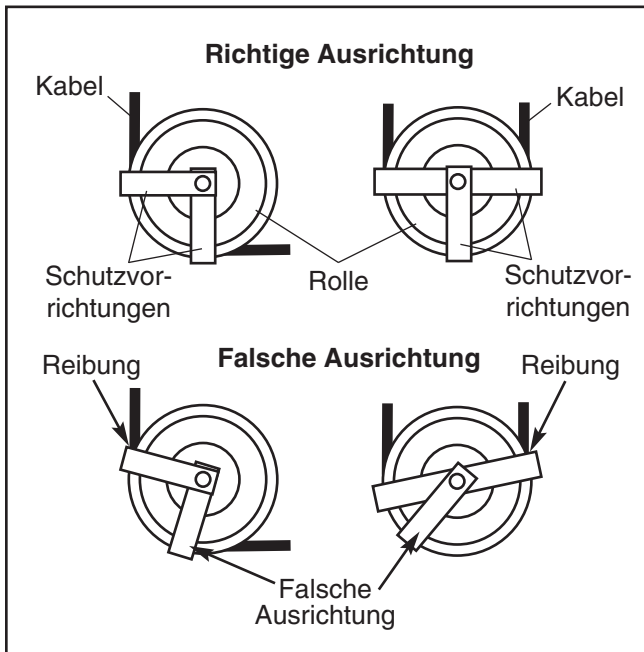 Richtige Ausrichtung
Kabel
Kabel
Schutzvor-
richtungen
Rolle
Schutzvor-
richtungen
Falsche Ausrichtung
Reibung
Reibung
Falsche
Ausrichtung